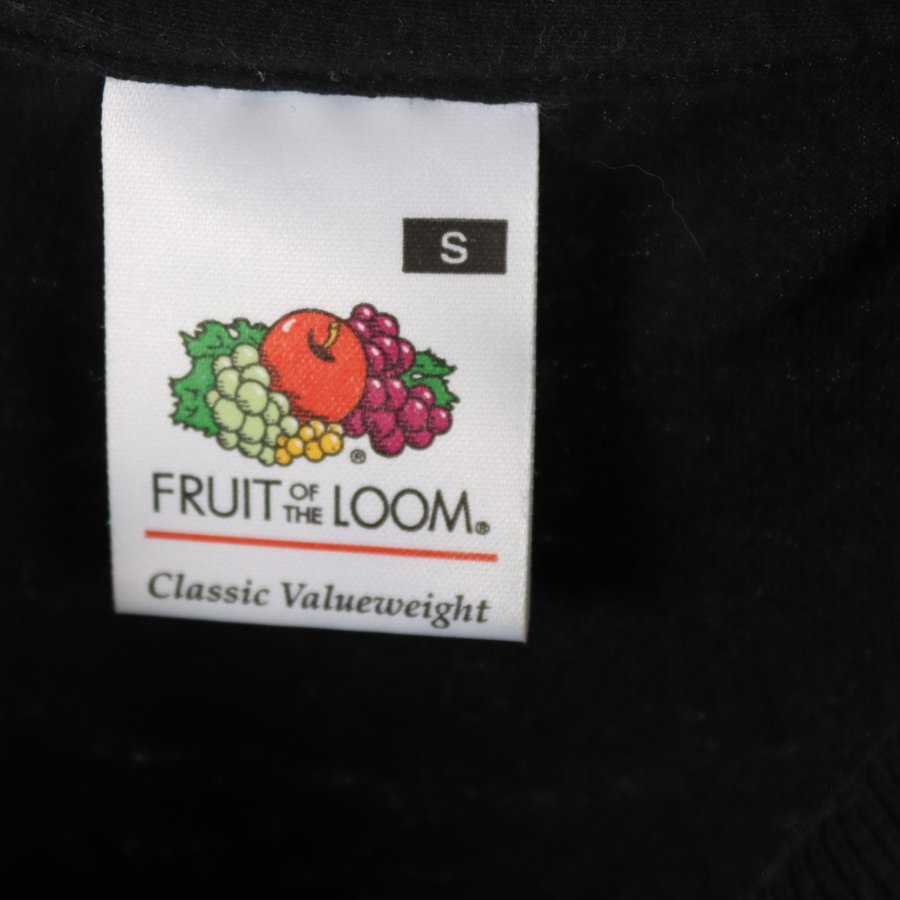 S
®
FRUIT OF THE LOOM®
Classic Valueweight